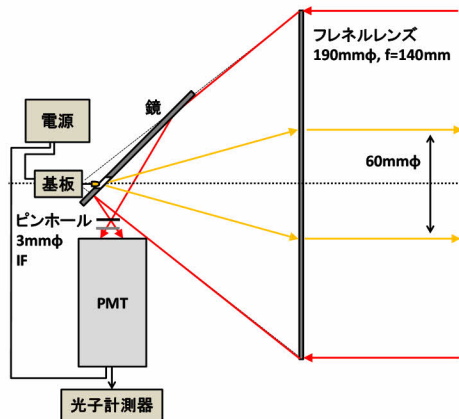 フレネルレンズ
190mmφ, f=140mm
鏡
電源
基板
60mmφ
ピンホール
3mmφ
IF
PMT
光子計測器